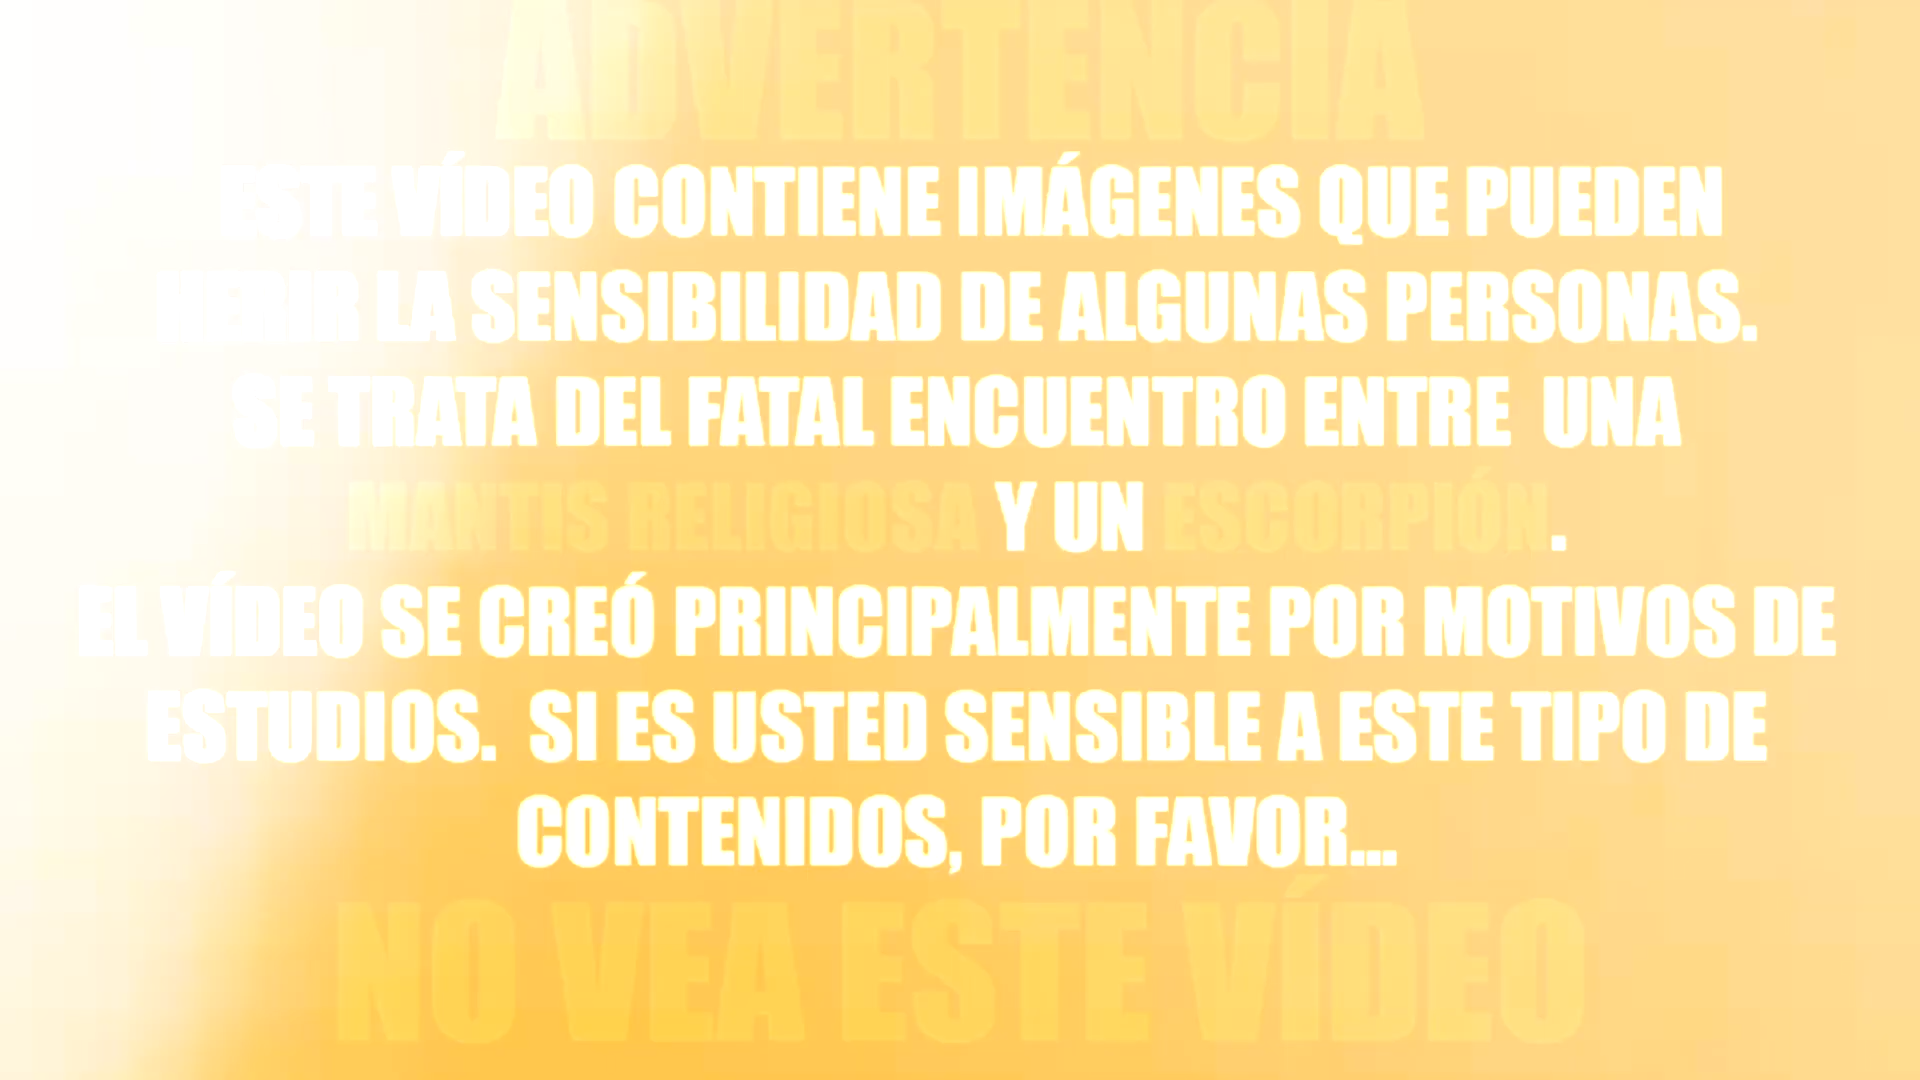 ADVERTENCIA
ESTE VÍDEO CONTIENE IMÁGENES QUE PUEDEN
HERIR LA SENSIBILIDAD DE ALGUNAS PERSONAS.
SE TRATA DEL FATAL ENCUENTRO ENTRE UNA
MANTIS RELIGIOSA Y UN ESCORPIÓN.
EL VÍDEO SE CREÓ PRINCIPALMENTE POR MOTIVOS DE
ESTUDIOS. SI ES USTED SENSIBLE A ESTE TIPO DE
CONTENIDOS, POR FAVOR...
NO VEA ESTE VÍDEO